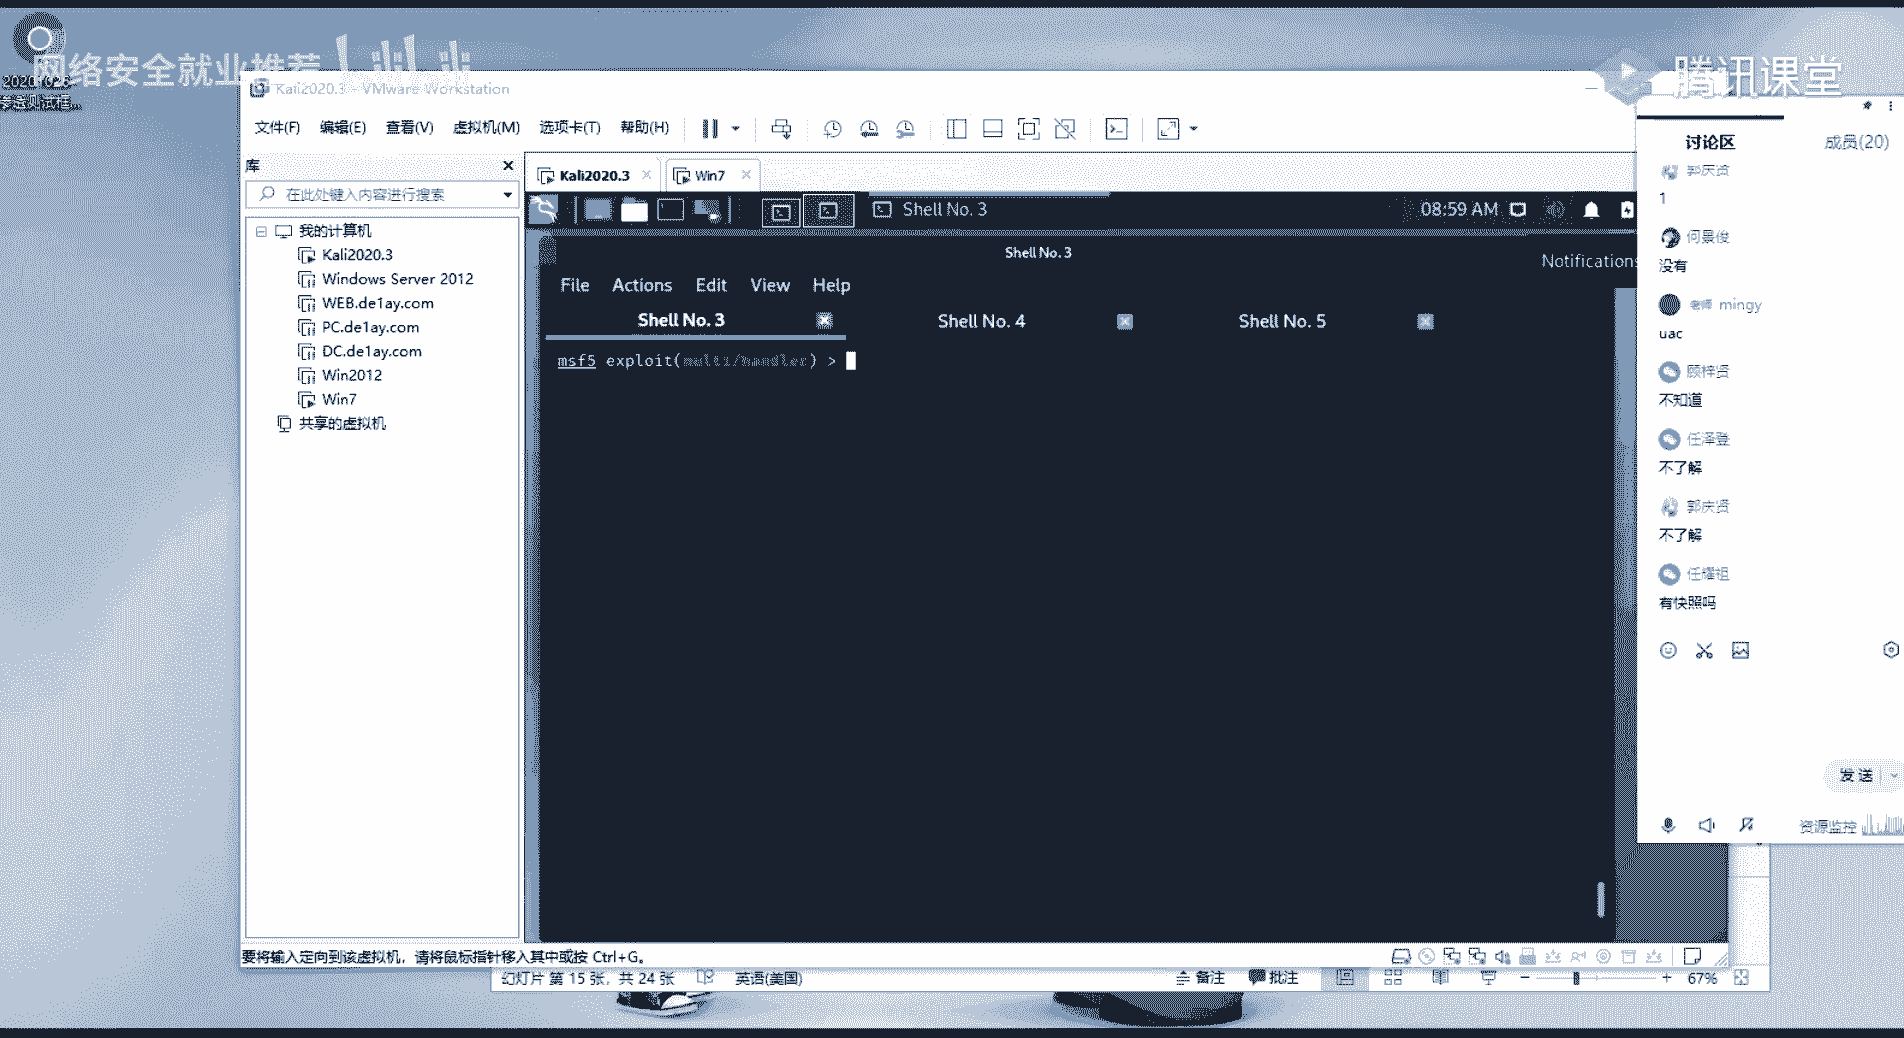 网络安全就业推荐
腾讯课堂
Kali2020.3 - VMware Workstation
文件(F) 编辑(E) 查看(V) 虚拟机(M) 选项卡(T) 帮助(H)
库
在此处键入内容进行搜索
我的计算机
Kali2020.3
Windows Server 2012
WEB.de1ay.com
PC.de1ay.com
DC.de1ay.com
Win2012
Win7
共享的虚拟机
Kali2020.3
Win7
Shell No. 3
08:59 AM
Shell No. 3
Notifications
File Actions Edit View Help
Shell No. 3
Shell No. 4
Shell No. 5
msf5 exploit(multi/handler) >
讨论区
成员(20)
郭庆贤
1
何景俊
没有
老师 mingy
uac
顾梓贤
不知道
任泽登
不了解
郭庆贤
不了解
任耀祖
有快照吗
发送
资源监控
要将输入定向到该虚拟机，请将鼠标指针移入其中或按 Ctrl+G。
幻灯片 第 15 张，共 24 张
英语(美国)
备注
批注
67%